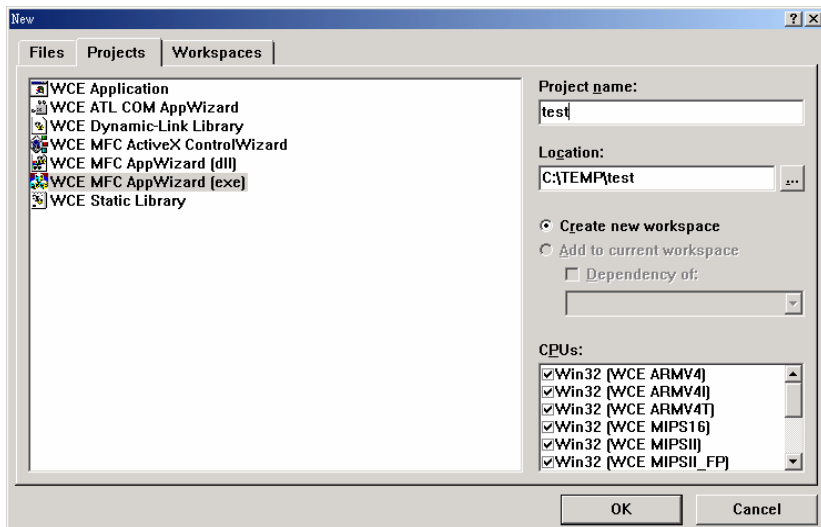 New
Files Projects Workspaces
WCE Application
WCE ATL COM AppWizard
WCE Dynamic-Link Library
WCE MFC ActiveX ControlWizard
WCE MFC AppWizard (dll)
WCE MFC AppWizard (exe)
WCE Static Library
Project name:
test
Location:
C:\TEMP\test
...
Create new workspace
Add to current workspace
Dependency of:
CPUs:
Win32 (WCE ARMV4)
Win32 (WCE ARMV4I)
Win32 (WCE ARMV4T)
Win32 (WCE MIPS16)
Win32 (WCE MIPSII)
Win32 (WCE MIPSII_FP)
OK Cancel